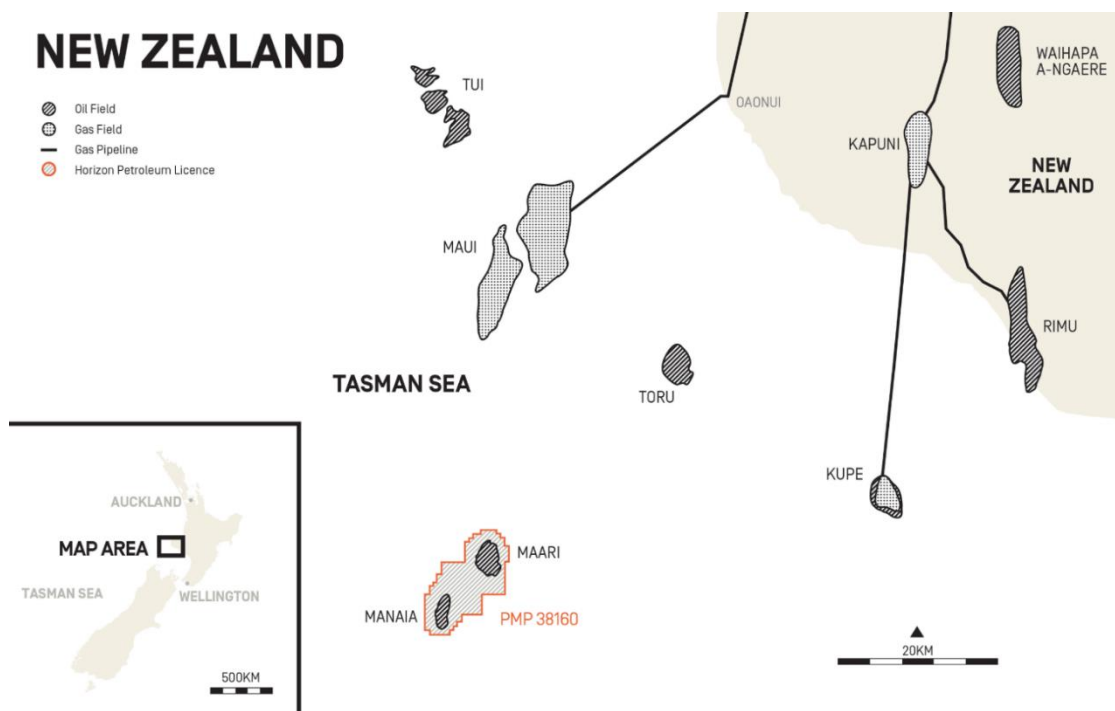 NEW ZEALAND
Oil Field
Gas Field
Gas Pipeline
Horizon Petroleum Licence
TUI
OAONUI
WAIHAPA
A-NGAERE
KAPUNI
NEW
ZEALAND
MAUI
RIMU
TASMAN SEA
TORU
KUPE
AUCKLAND
MAP AREA
TASMAN SEA
WELLINGTON
500KM
MAARI
MANAIA
PMP 38160
20KM